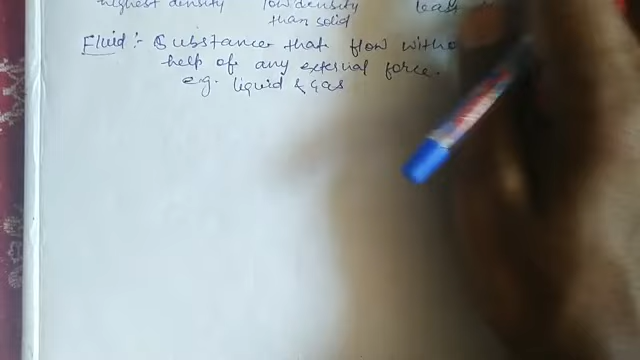 highest density low density least
than solid
Fluid :- Substance that flow witho
help of any external force.
e.g. liquid & Gas